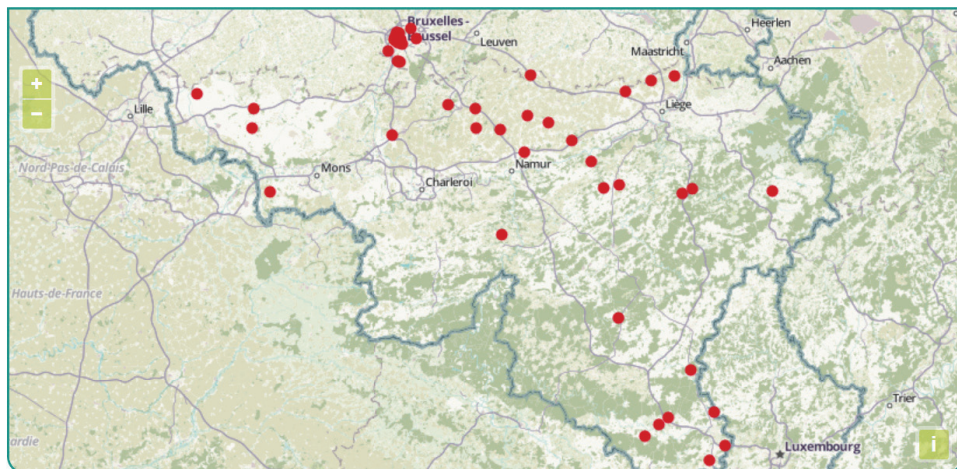 Bruxelles -
Brussel
Heerlen
Leuven
Maastricht
Aachen
+
−
Lille
Liège
Nord-Pas-de-Calais
Mons
Namur
Charleroi
Hauts-de-France
Trier
ardie
Luxembourg
i